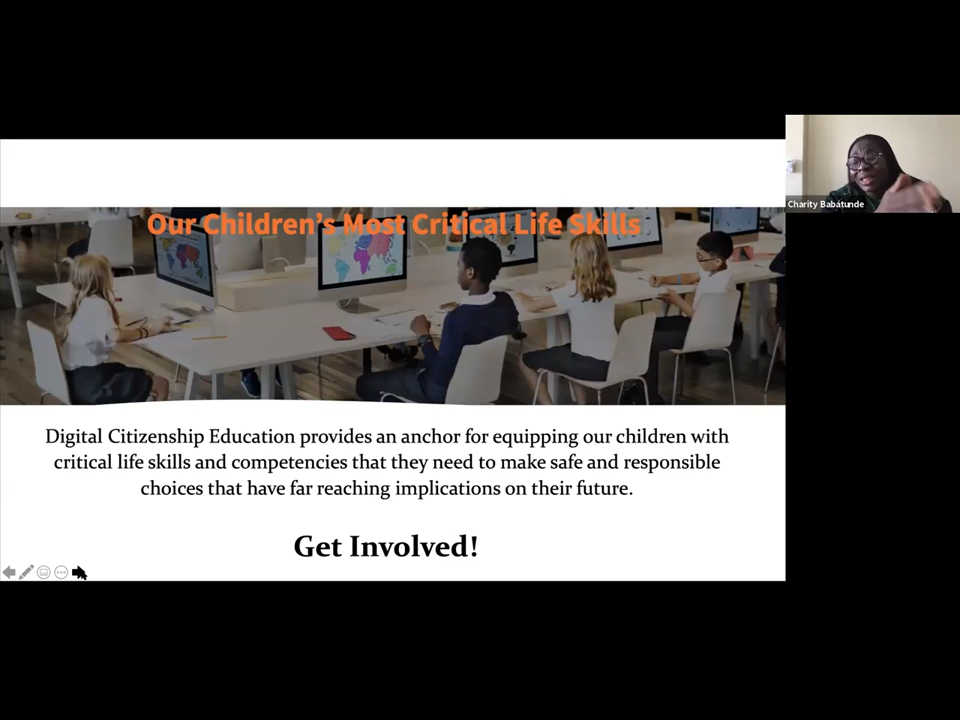 Our Children's Most Critical Life Skills
Charity Babatunde
Digital Citizenship Education provides an anchor for equipping our children with
critical life skills and competencies that they need to make safe and responsible
choices that have far reaching implications on their future.
Get Involved!